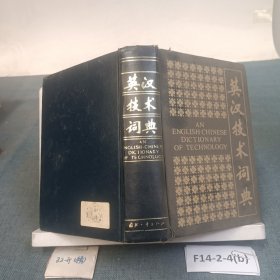 英汉
技术
词典
AN
ENGLISH-CHINESE
DICTIONARY
OF TECHNOLOGY
AN
ENGLISH-CHINESE
DICTIONARY
OF TECHNOLOGY
英汉技术词典
F14-2-4(b)